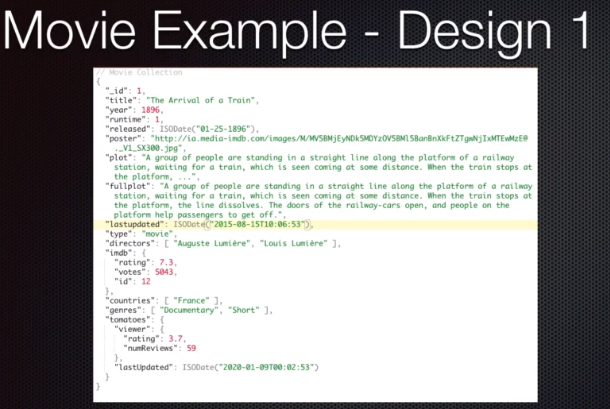 Movie Example - Design 1
// Movie Collection
{
"_id": 1,
"title": "The Arrival of a Train",
"year": 1896,
"runtime": 1,
"released": ISODate("01-25-1896"),
"poster": "http://ia.media-imdb.com/images/M/MV5BMjEyNDk5MDYzOV5BMl5BanBnXkFtZTgwNjIxMTEwMzE@
._V1_SX300.jpg",
"plot": "A group of people are standing in a straight line along the platform of a railway
station, waiting for a train, which is seen coming at some distance. When the train stops at
the platform, ...",
"fullplot": "A group of people are standing in a straight line along the platform of a railway
station, waiting for a train, which is seen coming at some distance. When the train stops at
the platform, the line dissolves. The doors of the railway-cars open, and people on the
platform help passengers to get off.",
"lastupdated": ISODate("2015-08-15T10:06:53"),
"type": "movie",
"directors": [ "Auguste Lumière", "Louis Lumière" ],
"imdb": {
"rating": 7.3,
"votes": 5043,
"id": 12
},
"countries": [ "France" ],
"genres": [ "Documentary", "Short" ],
"tomatoes": {
"viewer": {
"rating": 3.7,
"numReviews": 59
},
"lastUpdated": ISODate("2020-01-09T00:02:53")
}
}